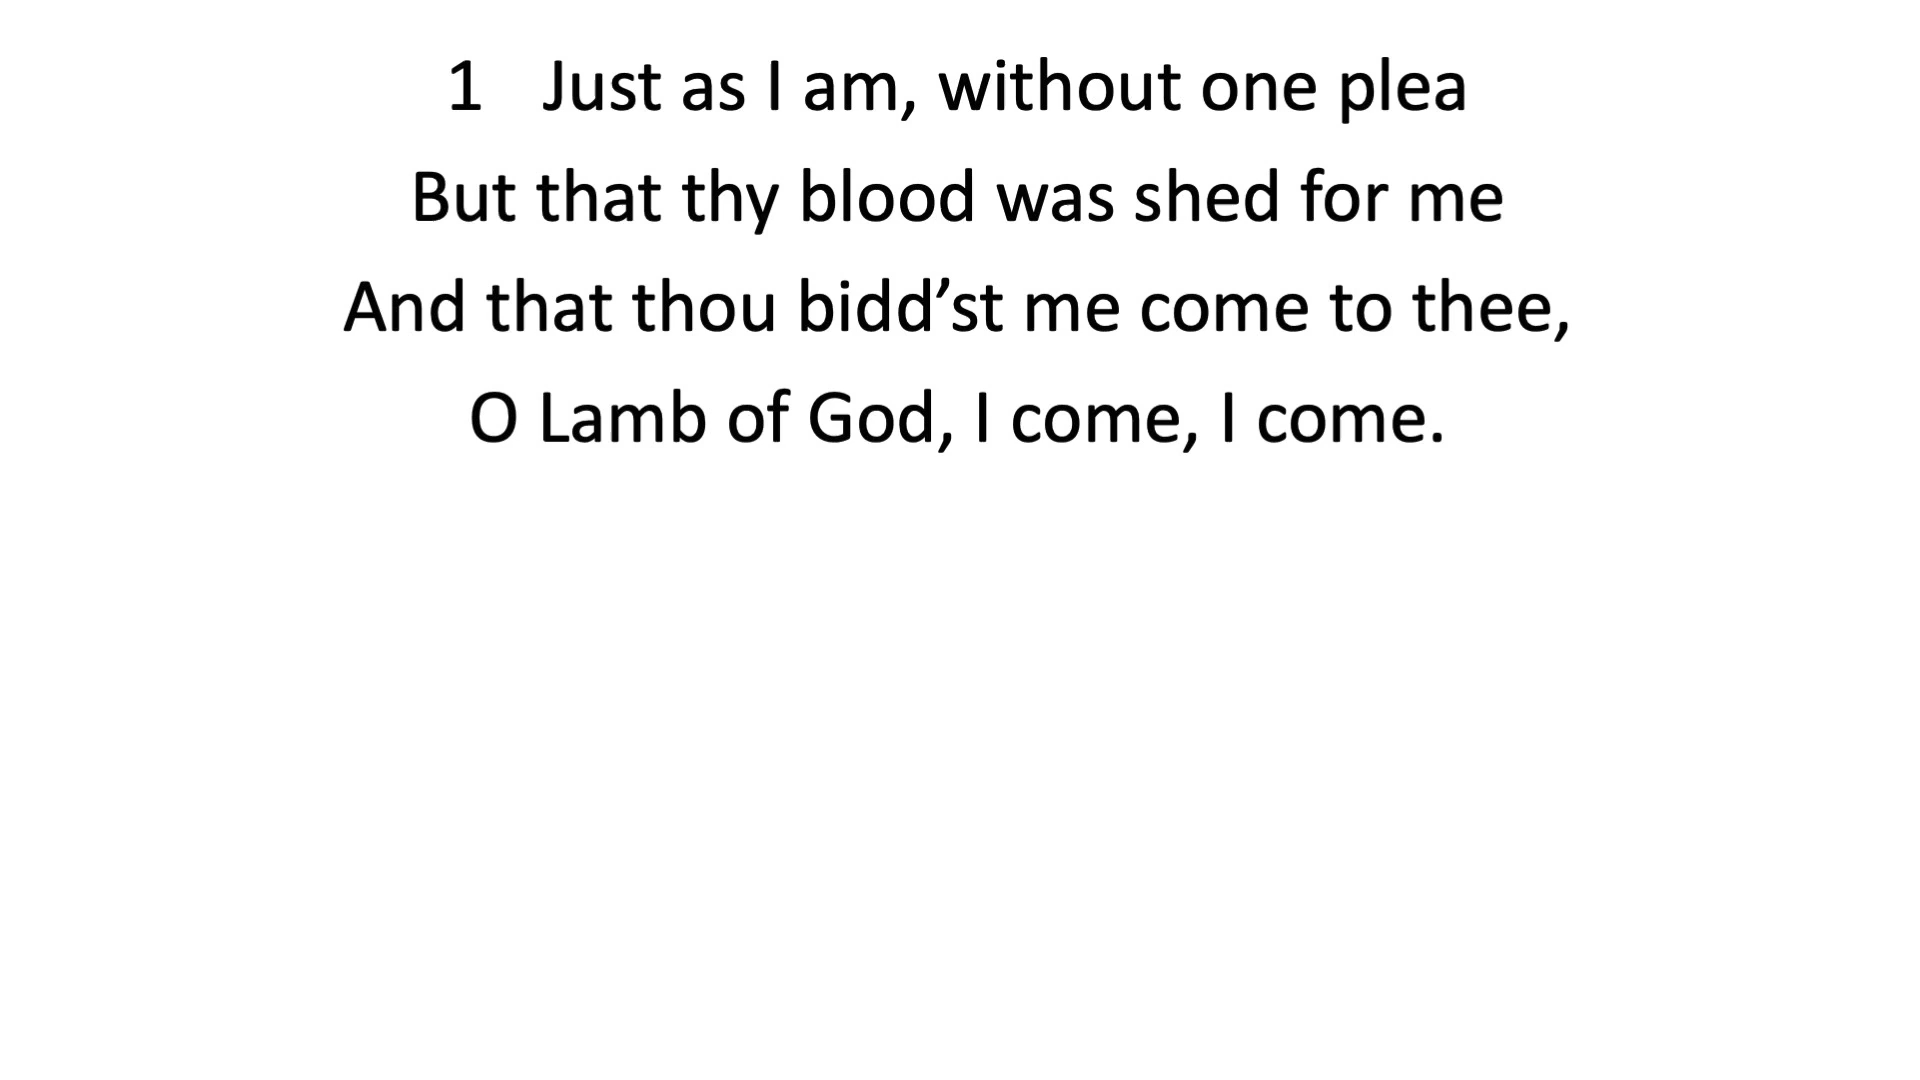 1 Just as I am, without one plea
But that thy blood was shed for me
And that thou bidd’st me come to thee,
O Lamb of God, I come, I come.